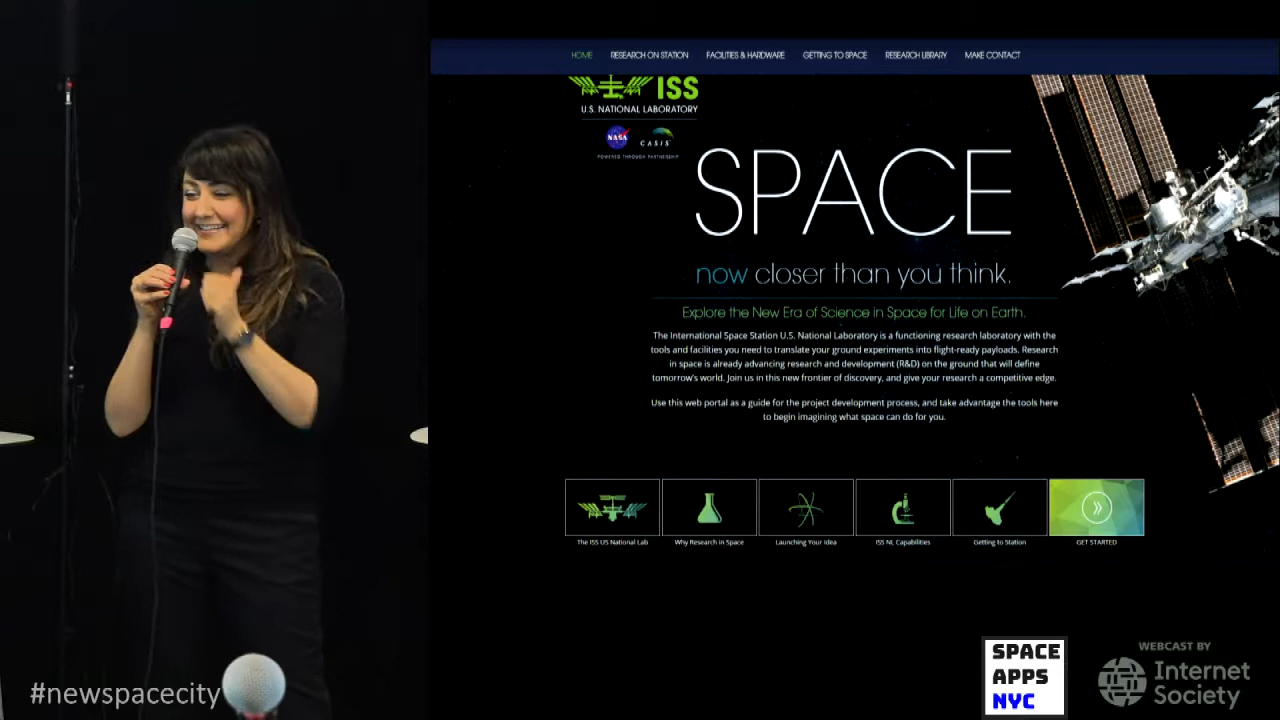 HOME RESEARCH ON STATION FACILITIES & HARDWARE GETTING TO SPACE RESEARCH LIBRARY MAKE CONTACT
ISS
U.S. NATIONAL LABORATORY
NASA CASIS
POWERED THROUGH PARTNERSHIP
SPACE
now closer than you think.
Explore the New Era of Science in Space for Life on Earth.
The International Space Station U.S. National Laboratory is a functioning research laboratory with the
tools and facilities you need to translate your ground experiments into flight-ready payloads. Research
in space is already advancing research and development (R&D) on the ground that will define
tomorrow's world. Join us in this new frontier of discovery, and give your research a competitive edge.
Use this web portal as a guide for the project development process, and take advantage the tools here
to begin imagining what space can do for you.
The ISS US National Lab Why Research in Space Launching Your Idea ISS NL Capabilities Getting to Station GET STARTED
#newspacecity
SPACE
APPS
NYC
WEBCAST BY
Internet
Society